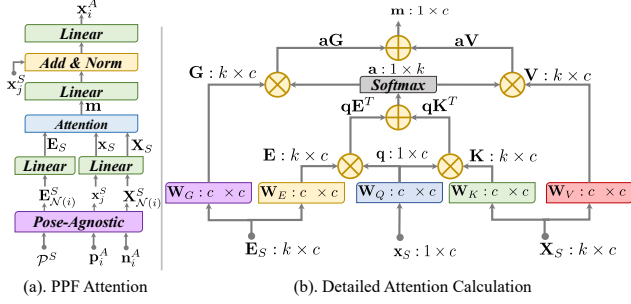 x_i^A
Linear
Add & Norm
x_j^S
Linear
m
Attention
E_S x_S X_S
Linear Linear
E_{N(i)}^S x_j^S X_{N(i)}^S
Pose-Agnostic
P^S p_i^A n_i^A
(a). PPF Attention
m : 1 × c
aG aV
G : k × c a : 1 × k V : k × c
Softmax
qE^T qK^T
E : k × c q : 1 × c K : k × c
W_G : c × c W_E : c × c W_Q : c × c W_K : c × c W_V : c × c
E_S : k × c x_S : 1 × c X_S : k × c
(b). Detailed Attention Calculation